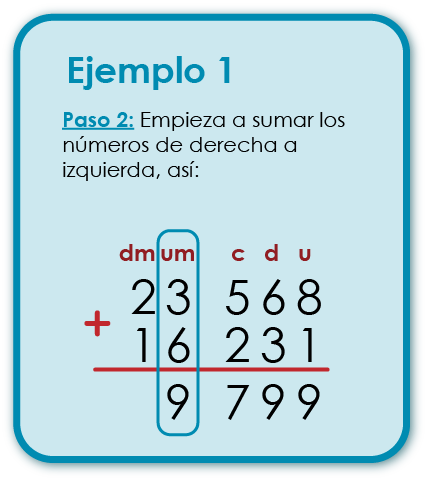 Ejemplo 1
Paso 2: Empieza a sumar los
números de derecha a
izquierda, así:
dm um c d u
23 568
+
16 231
9 799